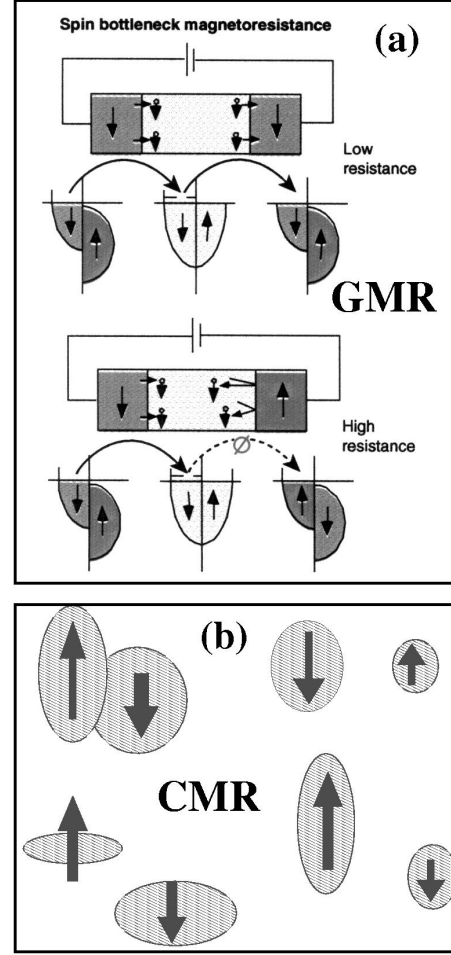 Spin bottleneck magnetoresistance
(a)
Low
resistance
GMR
High
resistance
(b)
CMR